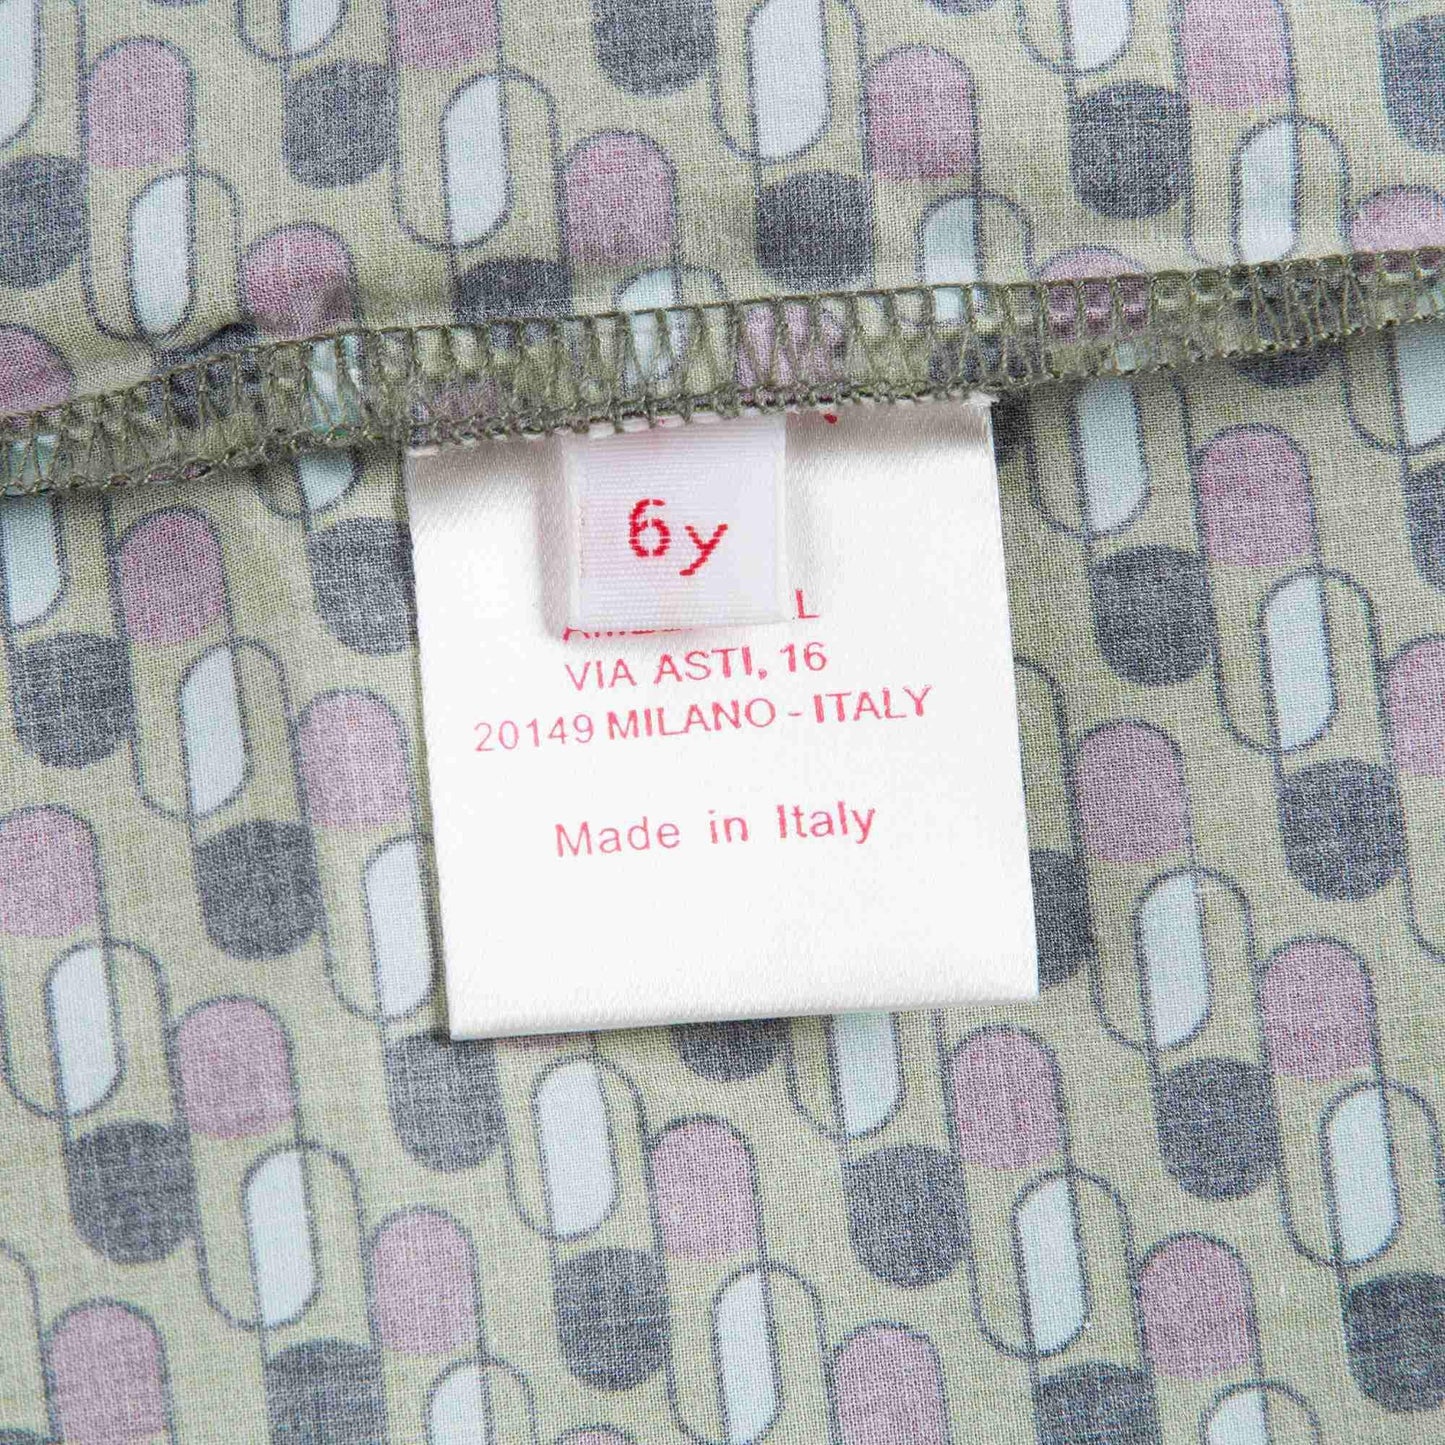 6y
VIA ASTI, 16
20149 MILANO - ITALY
Made in Italy